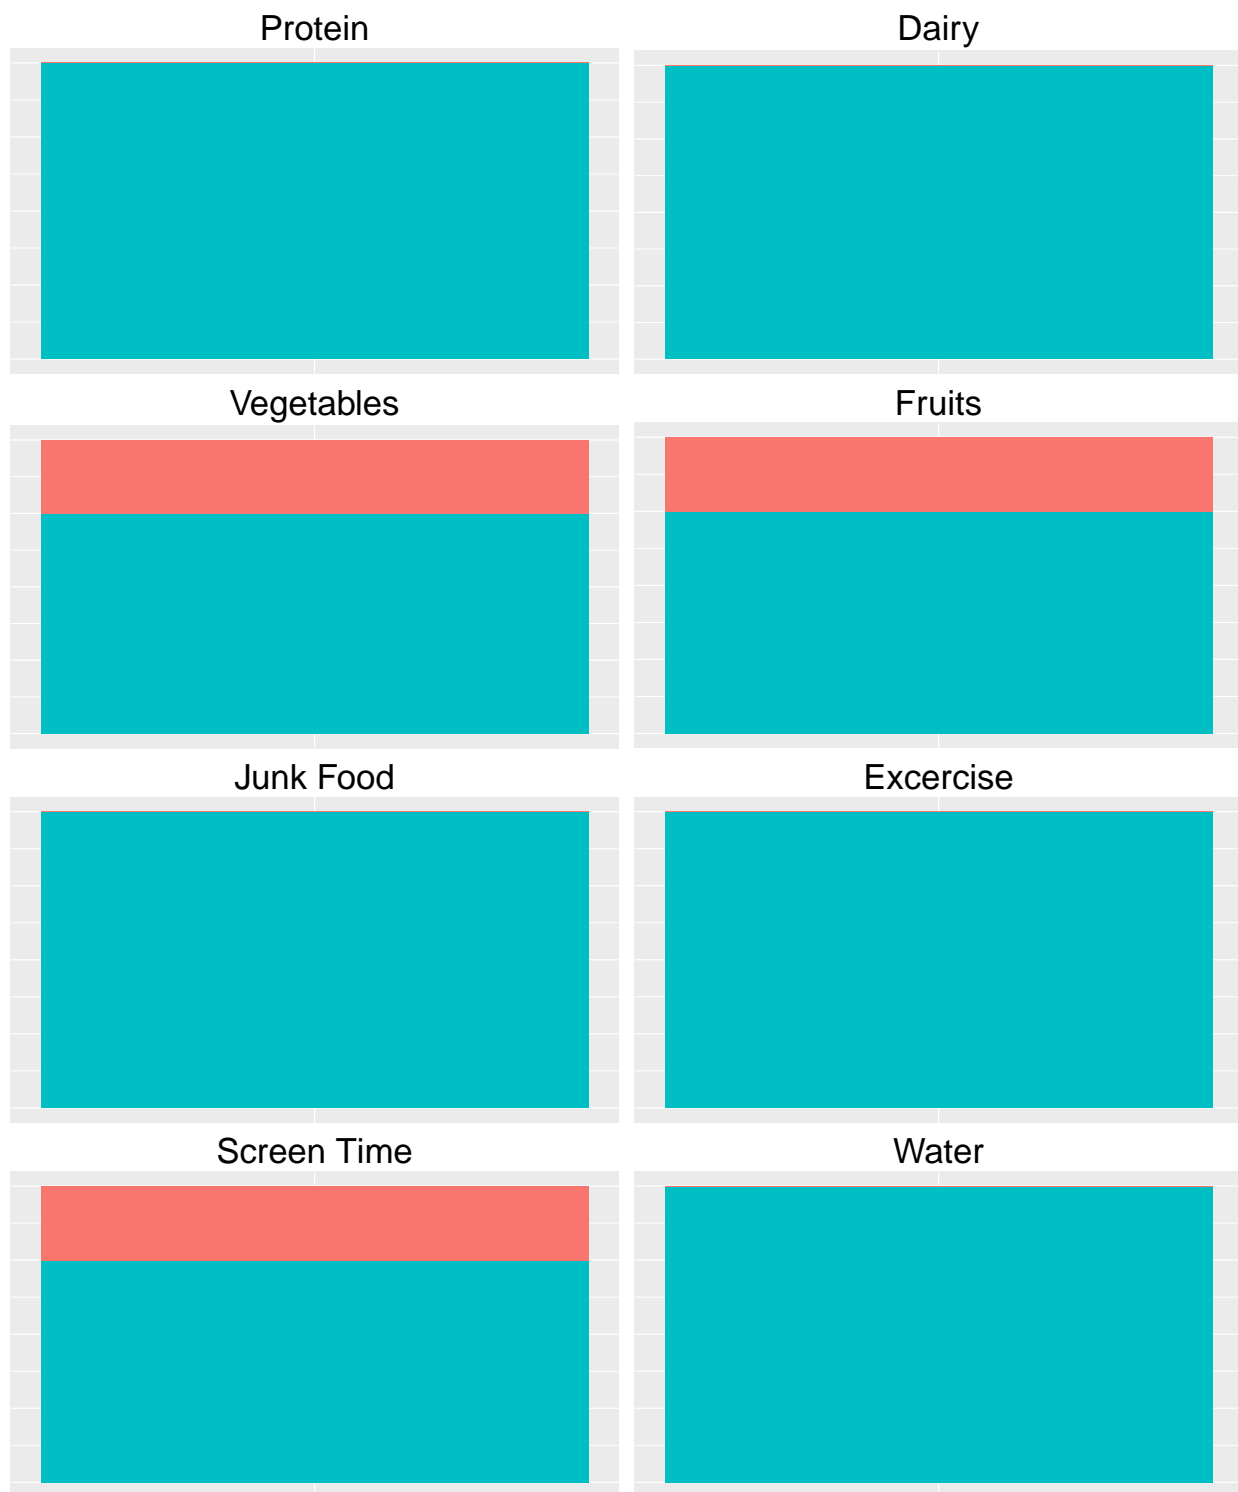 Protein
Dairy
Vegetables
Fruits
Junk Food
Excercise
Screen Time
Water